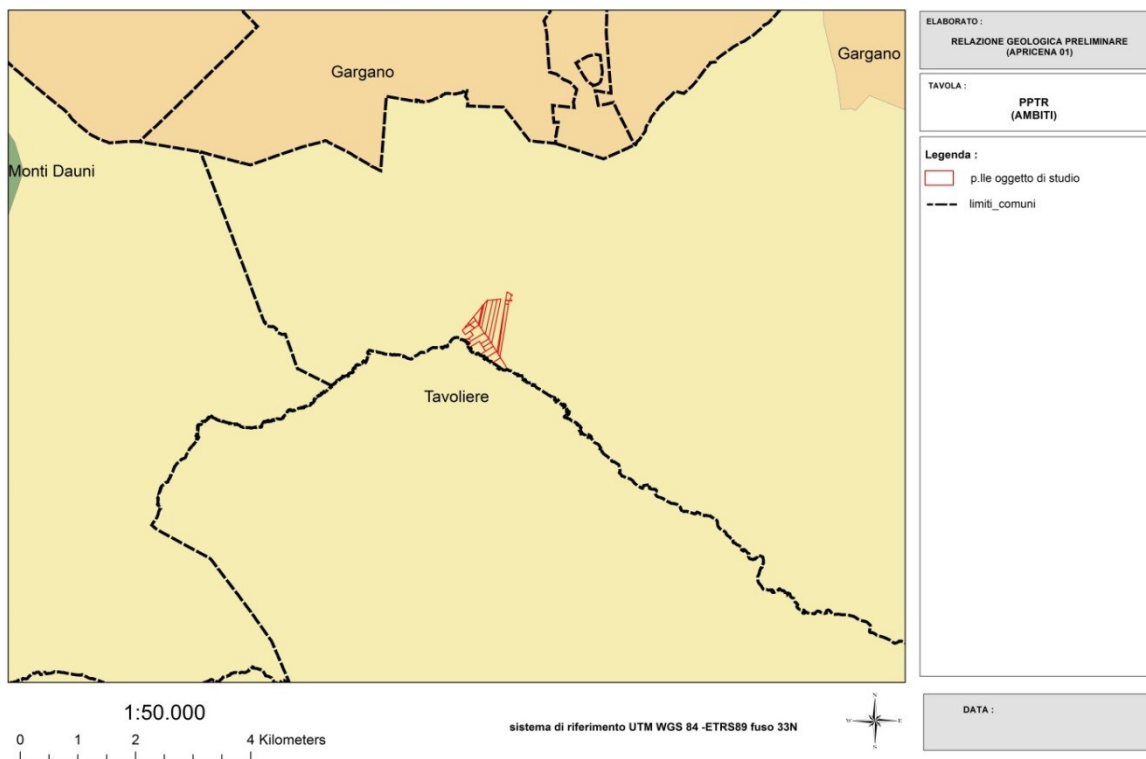 Gargano
Gargano
Monti Dauni
Tavoliere
ELABORATO :
RELAZIONE GEOLOGICA PRELIMINARE
(APRICENA 01)
TAVOLA :
PPTR
(AMBITI)
Legenda :
p.lle oggetto di studio
limiti_comuni
1:50.000
0 1 2 4 Kilometers
sistema di riferimento UTM WGS 84 -ETRS89 fuso 33N
N
W E
S
DATA :